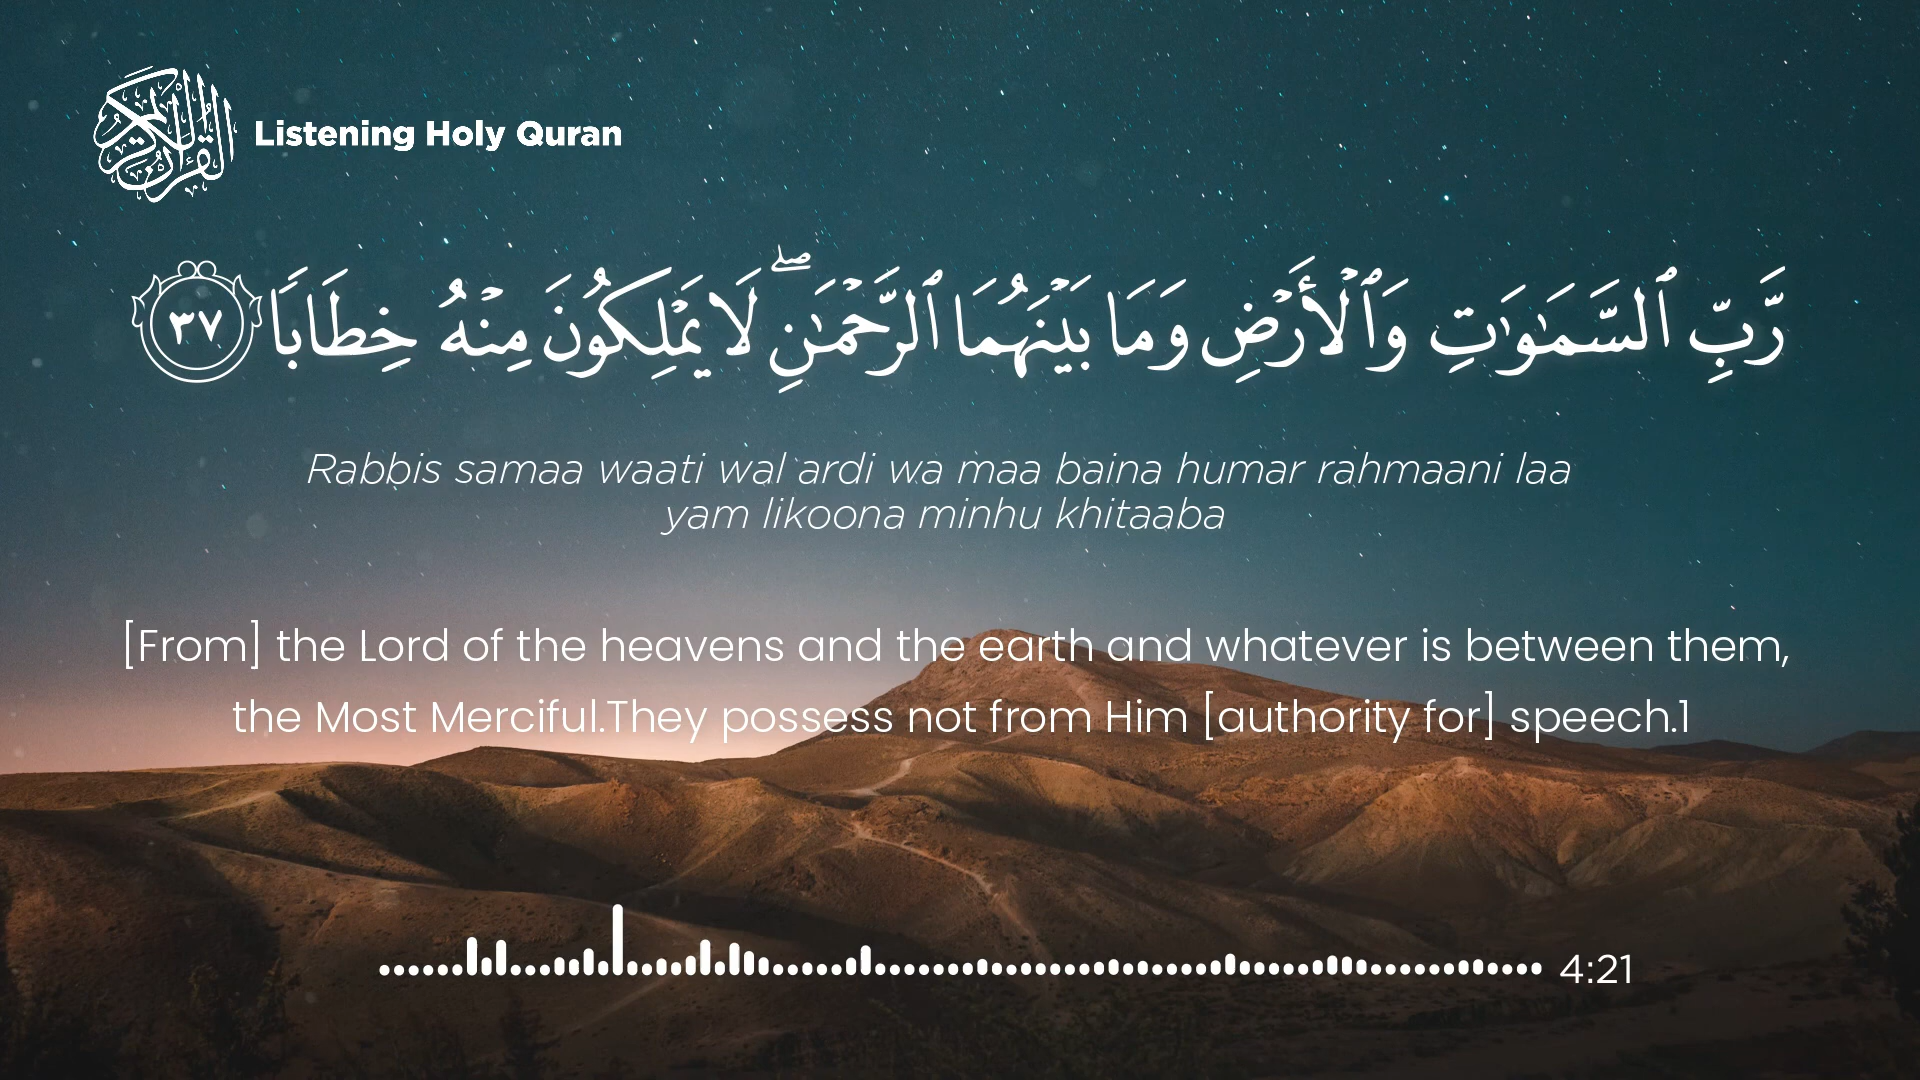 القرآن الكريم
Listening Holy Quran
رَّبِّ ٱلسَّمَـٰوَٰتِ وَٱلْأَرْضِ وَمَا بَيْنَهُمَا ٱلرَّحْمَـٰنِ ۖ لَا يَمْلِكُونَ مِنْهُ خِطَابًا ٣٧
Rabbis samaa waati wal ardi wa maa baina humar rahmaani laa
yam likoona minhu khitaaba
[From] the Lord of the heavens and the earth and whatever is between them,
the Most Merciful.They possess not from Him [authority for] speech.1
4:21